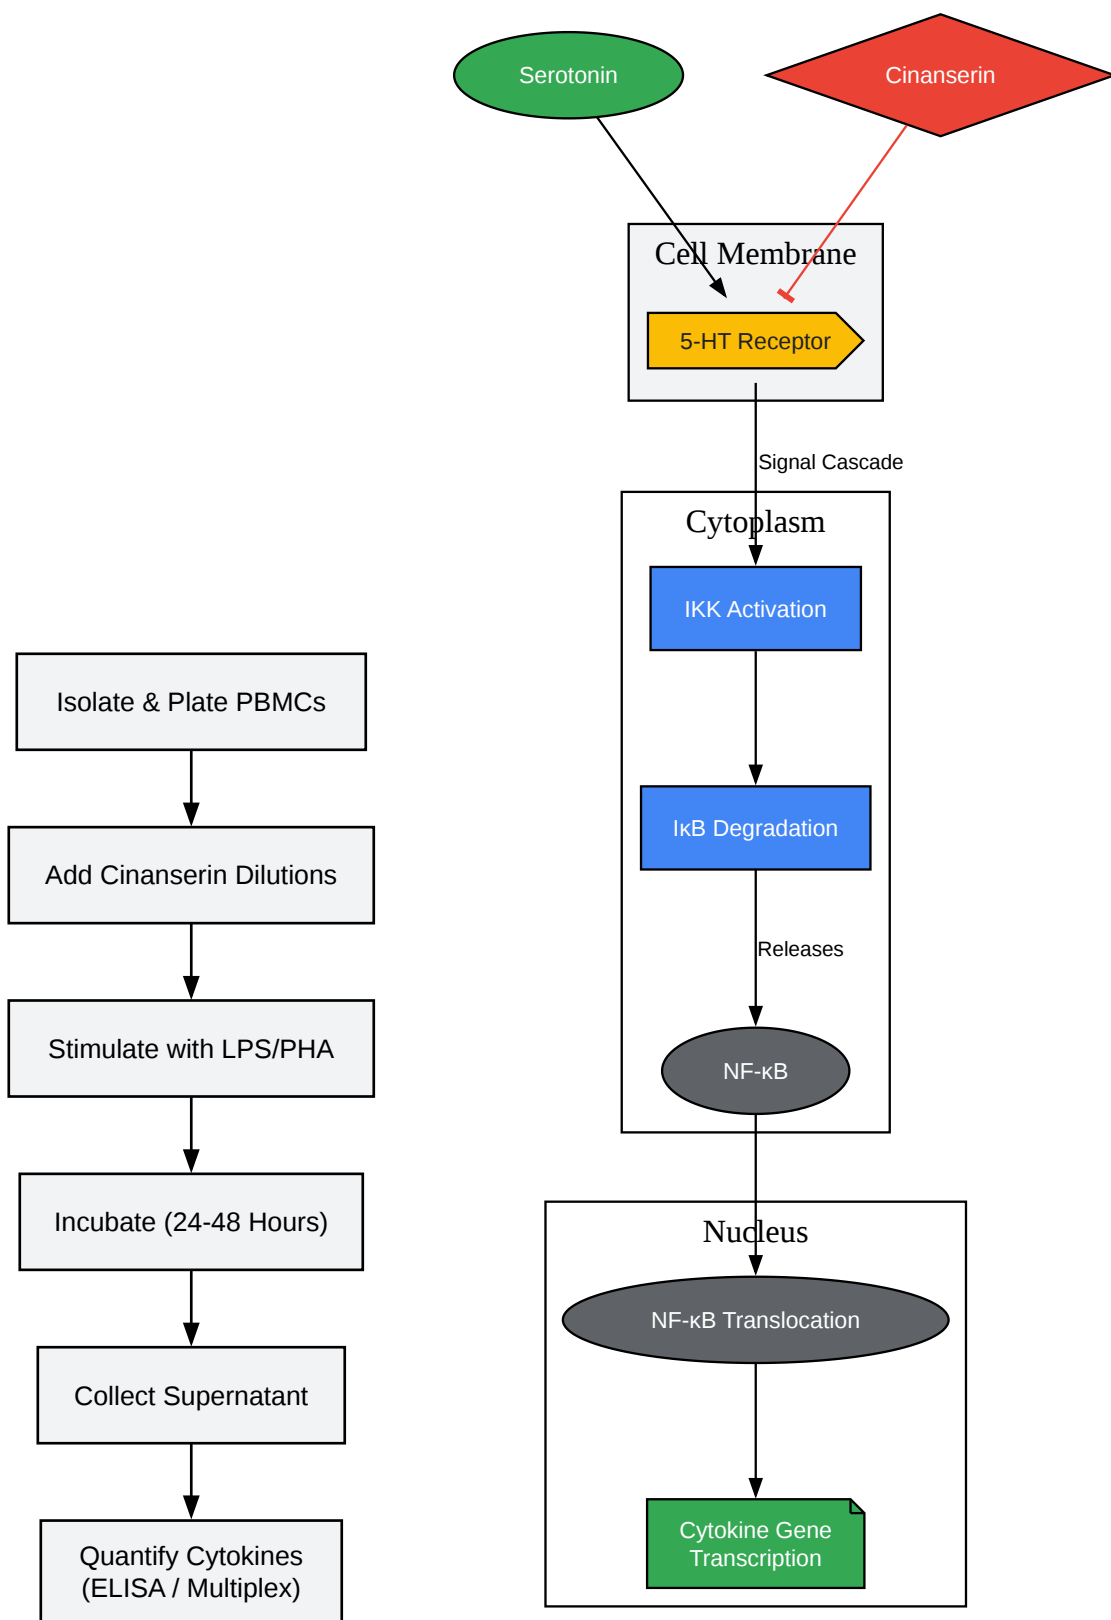 Serotonin
Cinanserin
Cell Membrane
5-HT Receptor
Signal Cascade
Cytoplasm
IKK Activation
IκB Degradation
Releases
NF-κB
Nucleus
NF-κB Translocation
Cytokine Gene
Transcription
Isolate & Plate PBMCs
Add Cinanserin Dilutions
Stimulate with LPS/PHA
Incubate (24-48 Hours)
Collect Supernatant
Quantify Cytokines
(ELISA / Multiplex)